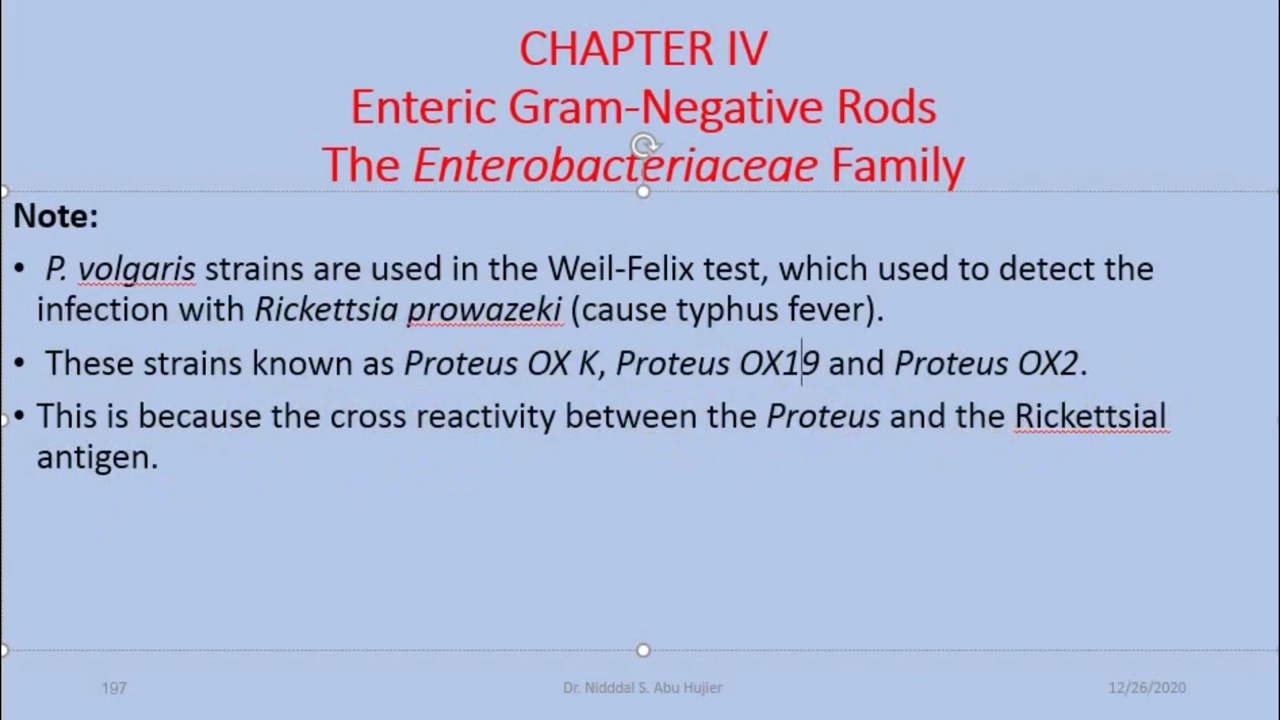 CHAPTER IV
Enteric Gram-Negative Rods
The Enterobacteriaceae Family
Note:
• P. volgaris strains are used in the Weil-Felix test, which used to detect the
infection with Rickettsia prowazeki (cause typhus fever).
• These strains known as Proteus OX K, Proteus OX19 and Proteus OX2.
• This is because the cross reactivity between the Proteus and the Rickettsial
antigen.
197 Dr. Nidddal S. Abu Hujier 12/26/2020